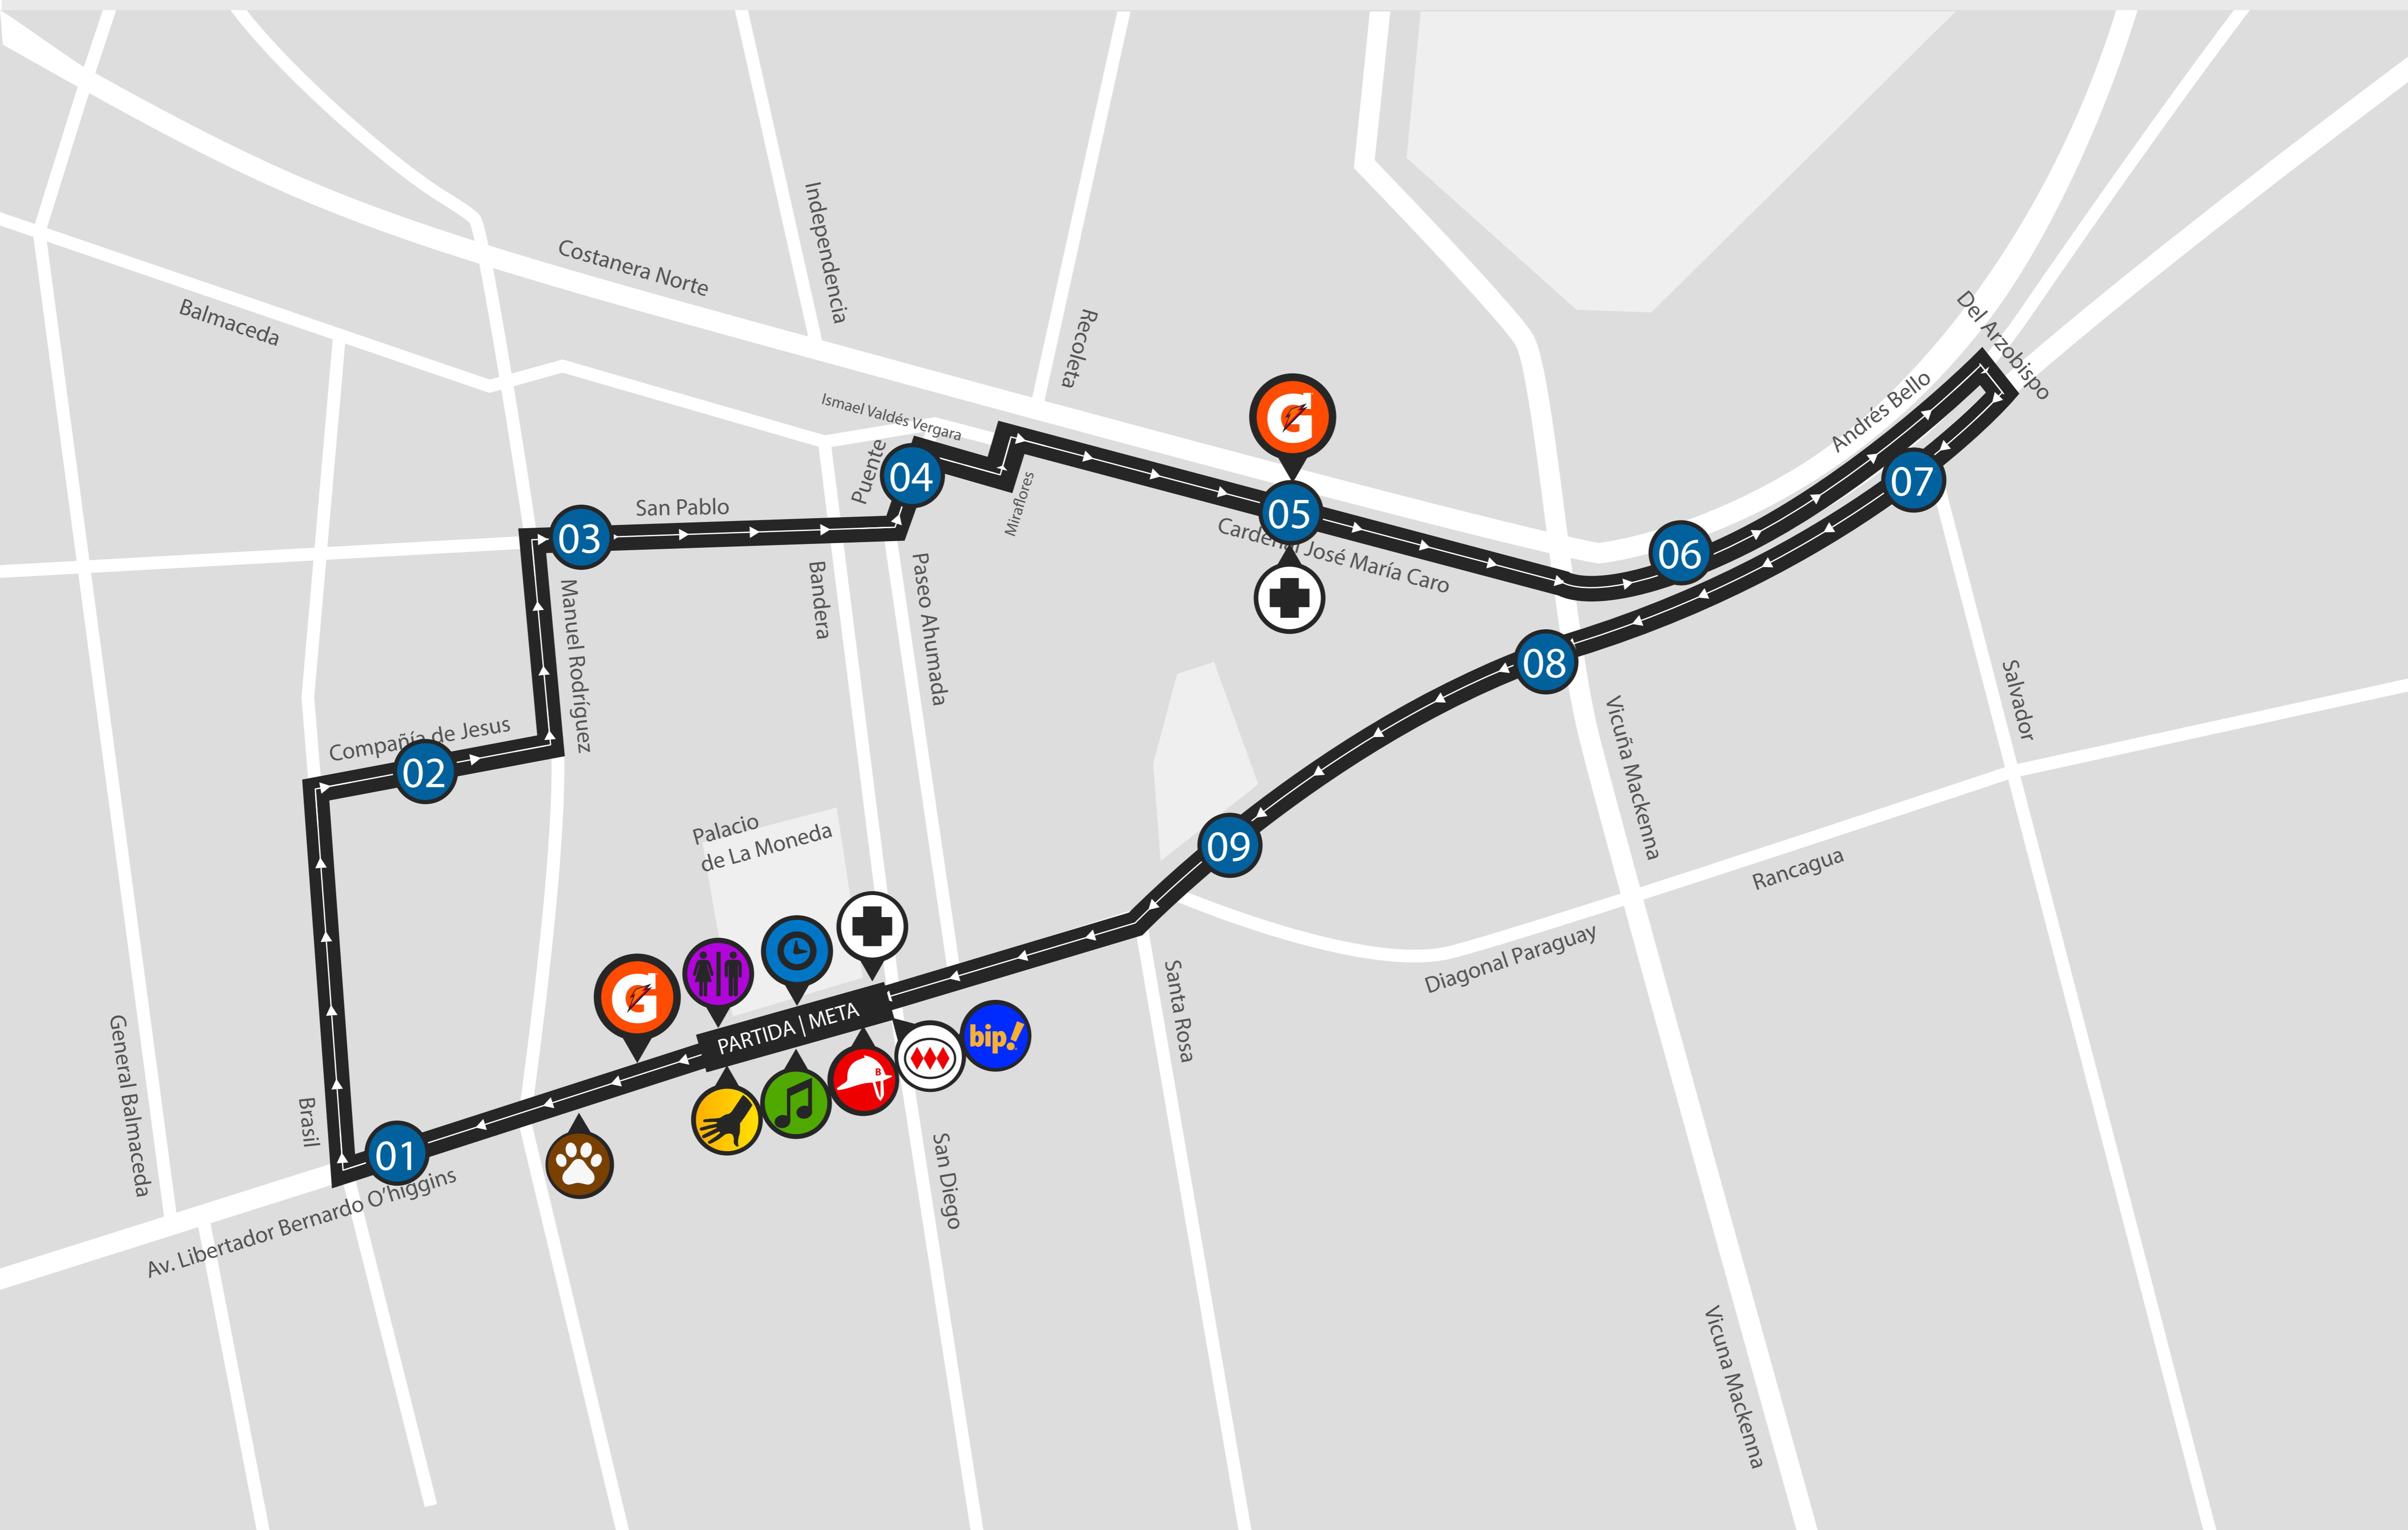 Independencia
Costanera Norte
Balmaceda
Recoleta
Del Arzobispo
Andrés Bello
Ismael Valdés Vergara
Puente
04
Miraflores
G
05
Cardenal José María Caro
06
07
San Pablo
03
Manuel Rodríguez
Bandera
Paseo Ahumada
08
Salvador
Vicuña Mackenna
Compañía de Jesus
02
Palacio
de La Moneda
09
Rancagua
Diagonal Paraguay
Santa Rosa
G
PARTIDA | META
B
bip!
General Balmaceda
Brasil
01
Av. Libertador Bernardo O'higgins
San Diego
Vicuna Mackenna